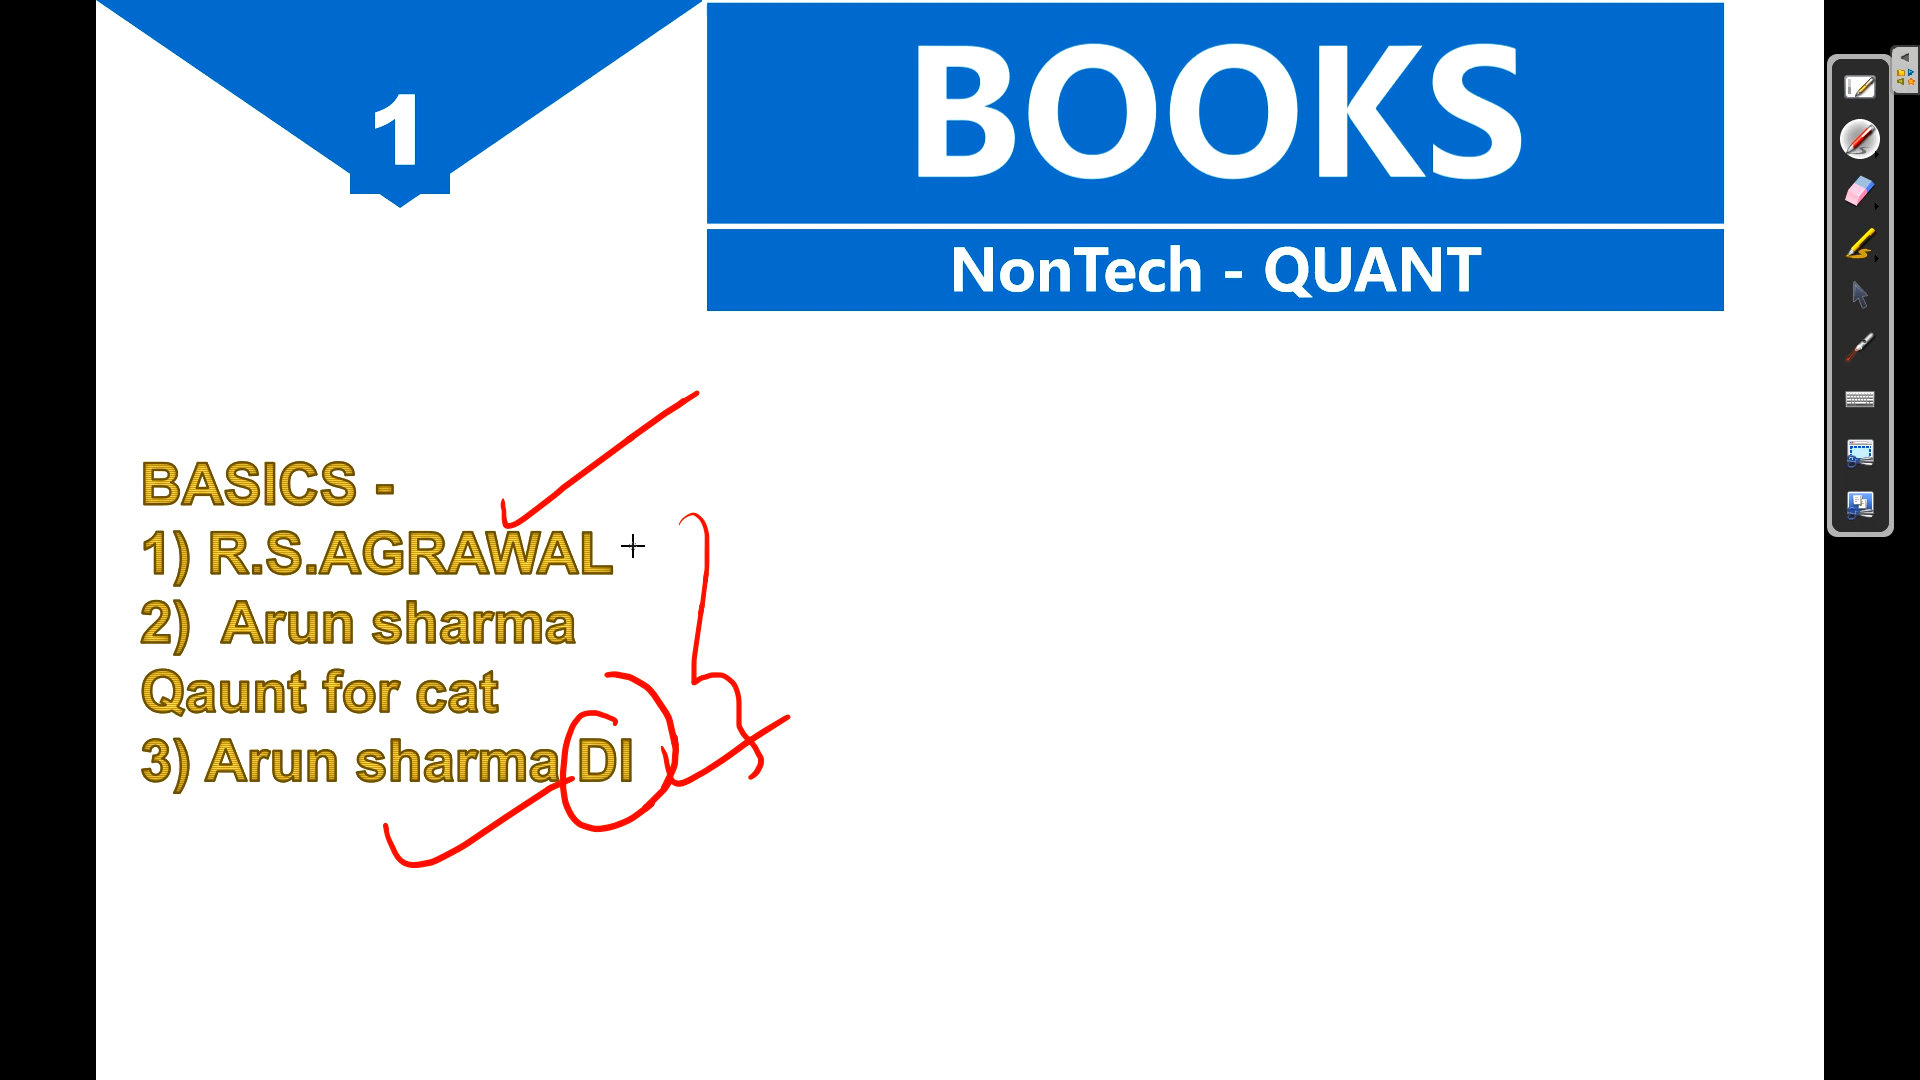 1
BOOKS
NonTech - QUANT
BASICS -
1) R.S.AGRAWAL
2) Arun sharma
Qaunt for cat
3) Arun sharma DI